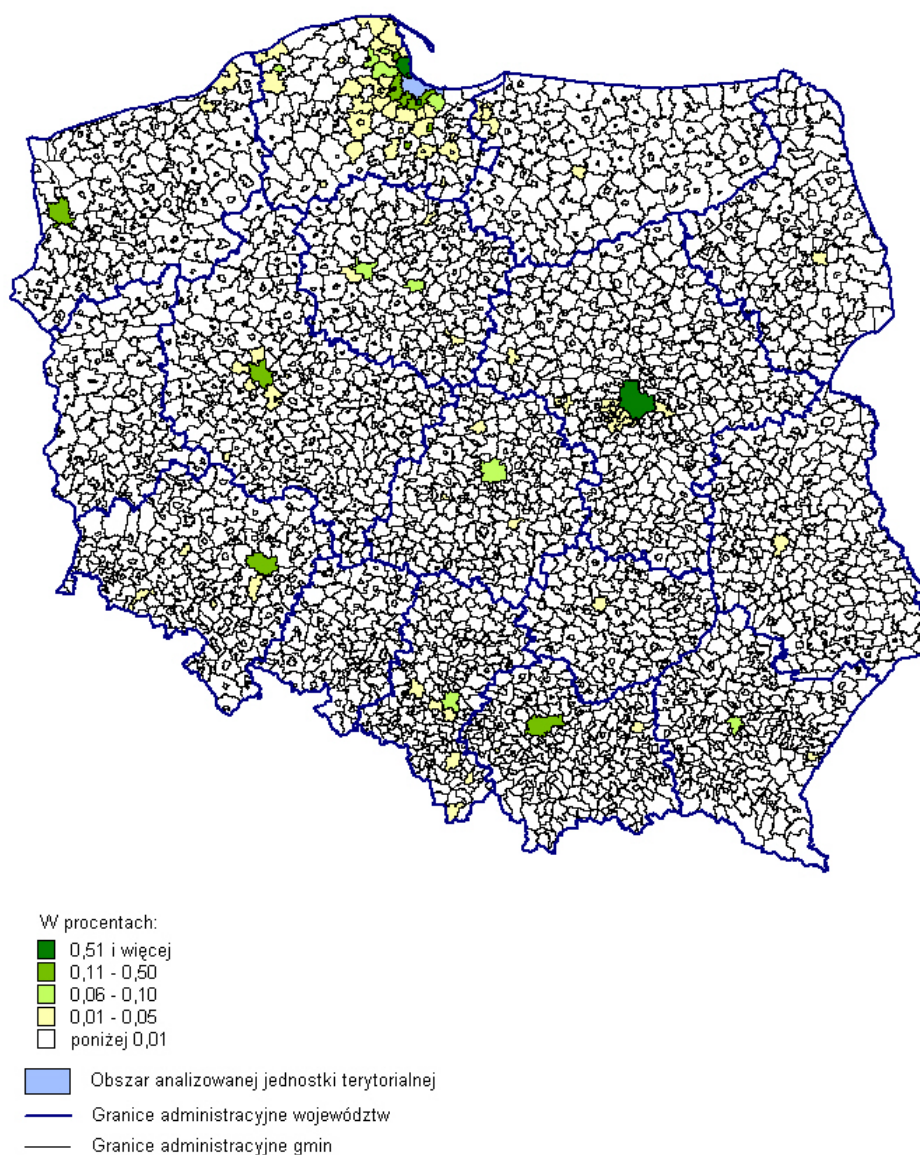 W procentach:
0,51 i więcej
0,11 - 0,50
0,06 - 0,10
0,01 - 0,05
poniżej 0,01
Obszar analizowanej jednostki terytorialnej
Granice administracyjne województw
Granice administracyjne gmin